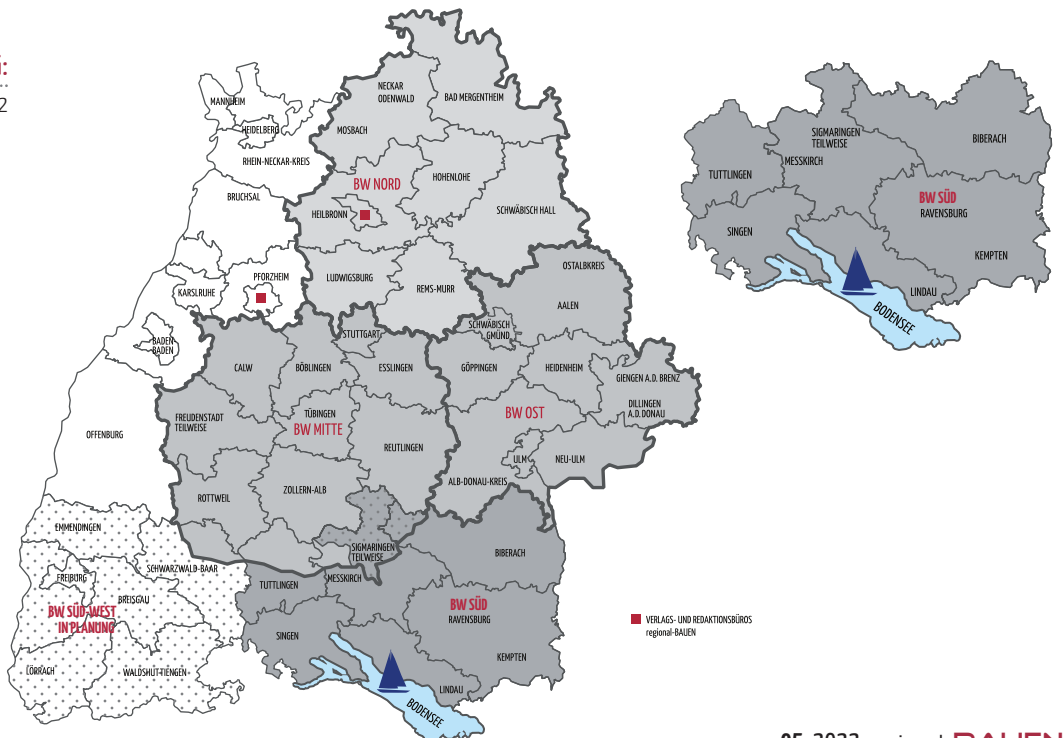 :
2
NECKAR
ODENWALD
BAD MERGENTHEIM
MANNHEIM
HEIDELBERG
MOSBACH
RHEIN-NECKAR-KREIS
BW NORD
HOHENLOHE
BRUCHSAL
HEILBRONN
SCHWÄBISCH HALL
PFORZHEIM
LUDWIGSBURG
REMS-MURR
OSTALBKREIS
KARSLRUHE
AALEN
BADEN
BADEN
STUTTGART
SCHWÄBISCH
GMÜND
CALW
BÖBLINGEN
ESSLINGEN
GÖPPINGEN
HEIDENHEIM
GIENGEN A.D. BRENZ
FREUDENSTADT
TEILWEISE
TÜBINGEN
BW MITTE
BW OST
DILLINGEN
A.D. DONAU
OFFENBURG
REUTLINGEN
ULM
NEU-ULM
ROTTWEIL
ZOLLERN-ALB
ALB-DONAU-KREIS
EMMENDINGEN
SIGMARINGEN
TEILWEISE
BIBERACH
FREIBURG
SCHWARZWALD-BAAR
TUTTLINGEN
MESSKIRCH
BREISGAU
BW SÜD-WEST
IN PLANUNG
BW SÜD
RAVENSBURG
SINGEN
KEMPTEN
LÖRRACH
WALDSHUT-TIENGEN
LINDAU
BODENSEE
SIGMARINGEN
TEILWEISE
BIBERACH
MESSKIRCH
TUTTLINGEN
BW SÜD
RAVENSBURG
SINGEN
KEMPTEN
LINDAU
BODENSEE
VERLAGS- UND REDAKTIONSBÜROS
regional-BAUEN